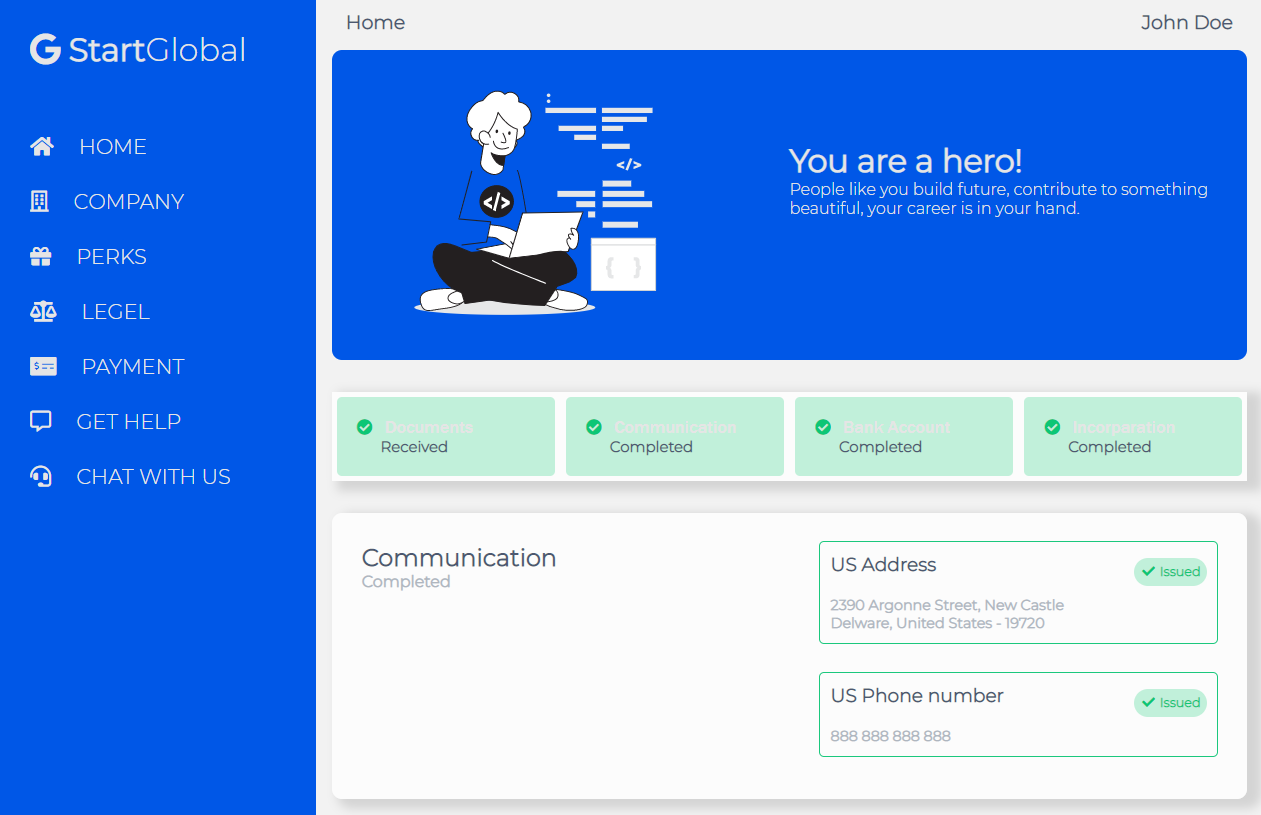 StartGlobal
HOME
COMPANY
PERKS
LEGEL
PAYMENT
GET HELP
CHAT WITH US
Home
John Doe
</>
</>
{ }
You are a hero!
People like you build future, contribute to something
beautiful, your career is in your hand.
Documents
Received
Communication
Completed
Bank Account
Completed
Incorperation
Completed
Communication
Completed
US Address
Issued
2390 Argonne Street, New Castle
Delware, United States - 19720
US Phone number
Issued
888 888 888 888